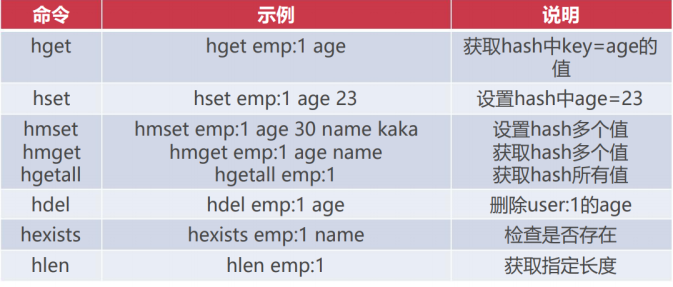 命令 示例 说明
hget hget emp:1 age 获取hash中key=age的
值
hset hset emp:1 age 23 设置hash中age=23
hmset hmset emp:1 age 30 name kaka 设置hash多个值
hmget hmget emp:1 age name 获取hash多个值
hgetall hgetall emp:1 获取hash所有值
hdel hdel emp:1 age 删除user:1的age
hexists hexists emp:1 name 检查是否存在
hlen hlen emp:1 获取指定长度